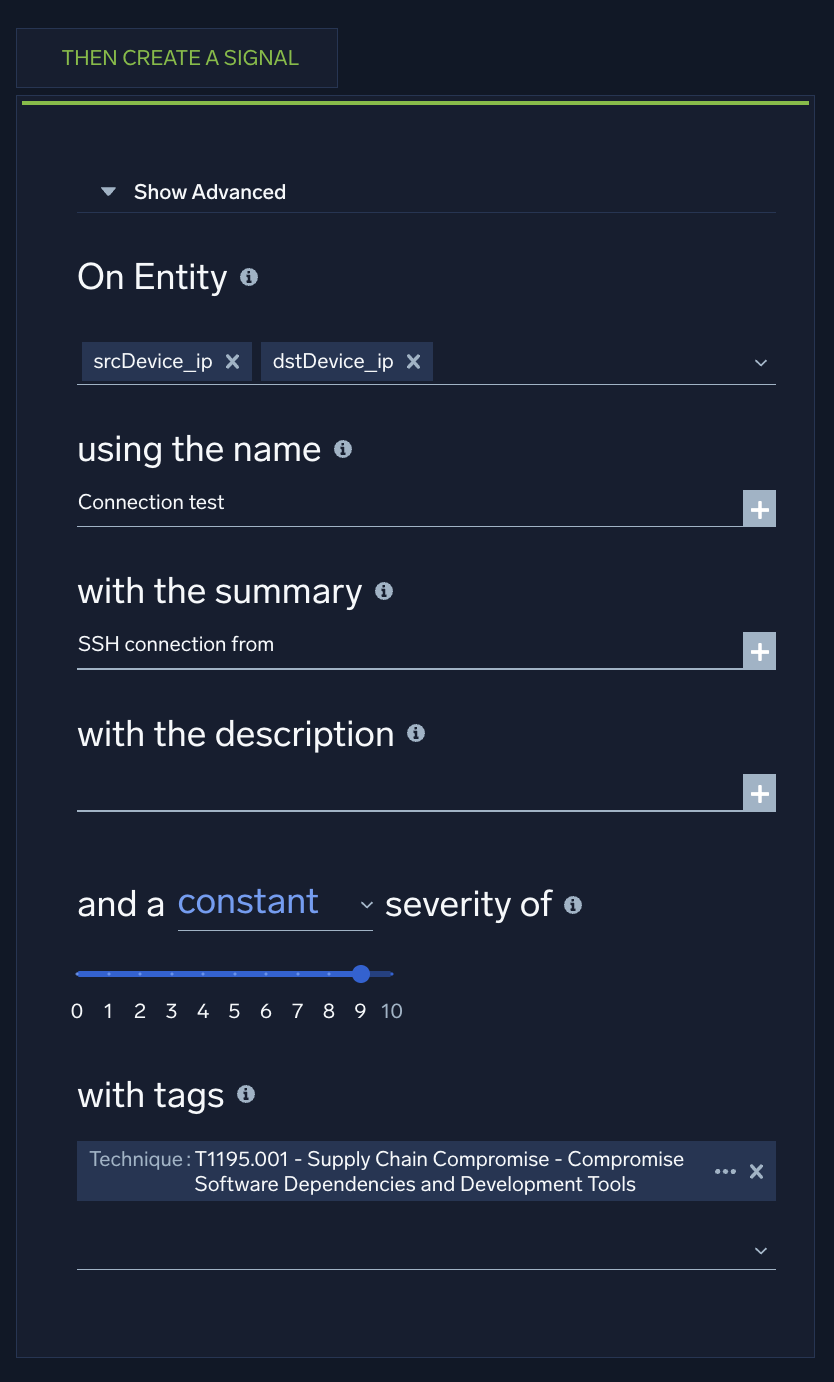 THEN CREATE A SIGNAL
Show Advanced
On Entity
srcDevice_ip dstDevice_ip
using the name
Connection test
with the summary
SSH connection from
with the description
and a constant severity of
0 1 2 3 4 5 6 7 8 9 10
with tags
Technique: T1195.001 - Supply Chain Compromise - Compromise
Software Dependencies and Development Tools